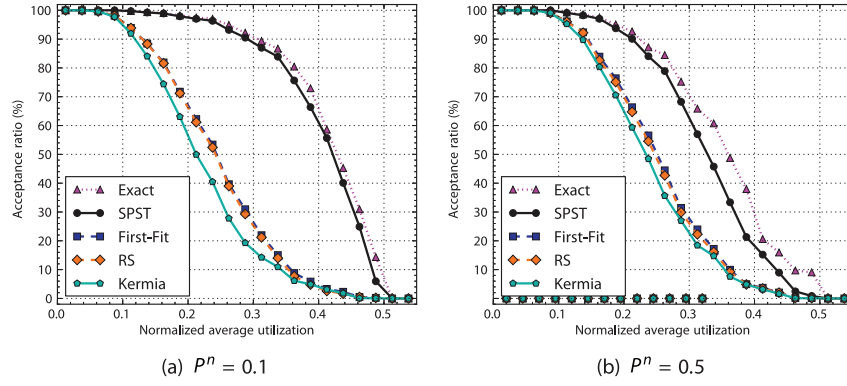 100
90
80
70
60
50
40
30
20
10
0
Acceptance ratio (%)
Exact
SPST
First-Fit
RS
Kermia
0.0 0.1 0.2 0.3 0.4 0.5
Normalized average utilization
(a) Pⁿ = 0.1
100
90
80
70
60
50
40
30
20
10
0
Acceptance ratio (%)
Exact
SPST
First-Fit
RS
Kermia
0.0 0.1 0.2 0.3 0.4 0.5
Normalized average utilization
(b) Pⁿ = 0.5